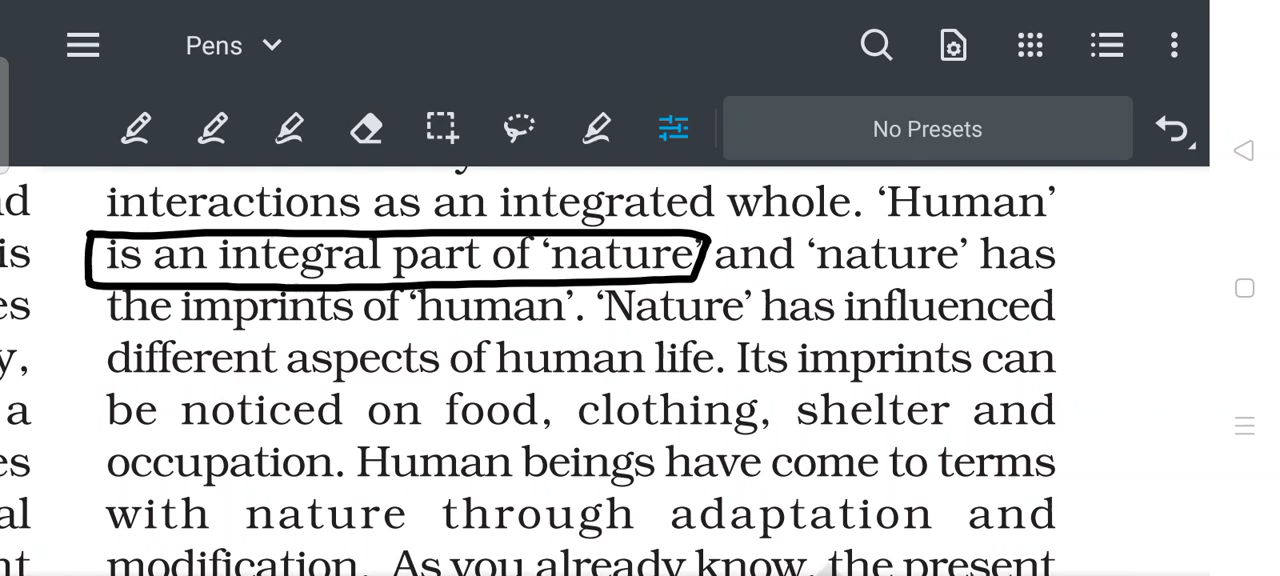 Pens
No Presets
nd
is
es
y,
a
es
al
nt
interactions as an integrated whole. ‘Human’
is an integral part of ‘nature’ and ‘nature’ has
the imprints of ‘human’. ‘Nature’ has influenced
different aspects of human life. Its imprints can
be noticed on food, clothing, shelter and
occupation. Human beings have come to terms
with nature through adaptation and
modification. As you already know, the present